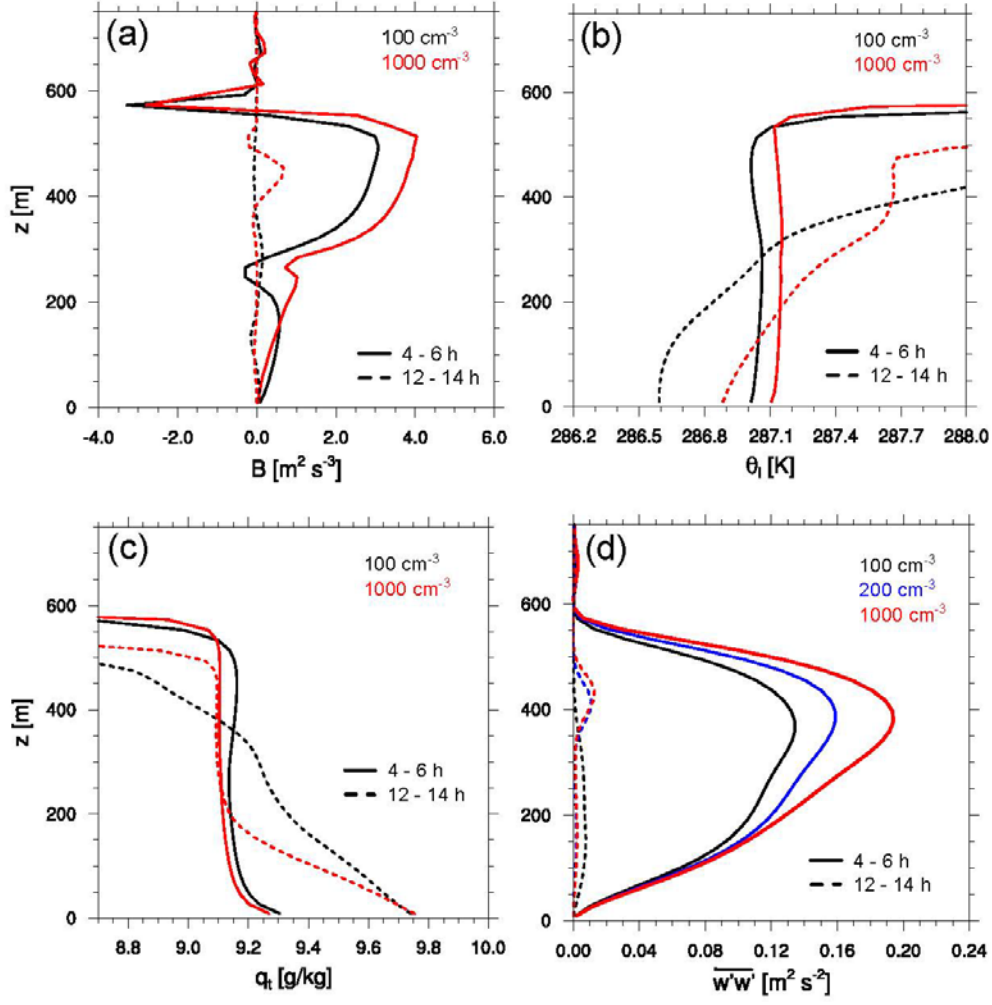 (a)
100 cm⁻³
1000 cm⁻³
600
400
200
0
z [m]
4 - 6 h
12 - 14 h
-4.0 -2.0 0.0 2.0 4.0 6.0
B [m² s⁻³]
(b)
100 cm⁻³
1000 cm⁻³
600
400
200
0
z [m]
4 - 6 h
12 - 14 h
286.2 286.5 286.8 287.1 287.4 287.7 288.0
θₗ [K]
(c)
100 cm⁻³
1000 cm⁻³
600
400
200
0
z [m]
4 - 6 h
12 - 14 h
8.8 9.0 9.2 9.4 9.6 9.8 10.0
qₜ [g/kg]
(d)
100 cm⁻³
200 cm⁻³
1000 cm⁻³
600
400
200
0
z [m]
4 - 6 h
12 - 14 h
0.00 0.04 0.08 0.12 0.16 0.20 0.24
w'w' [m² s⁻²]